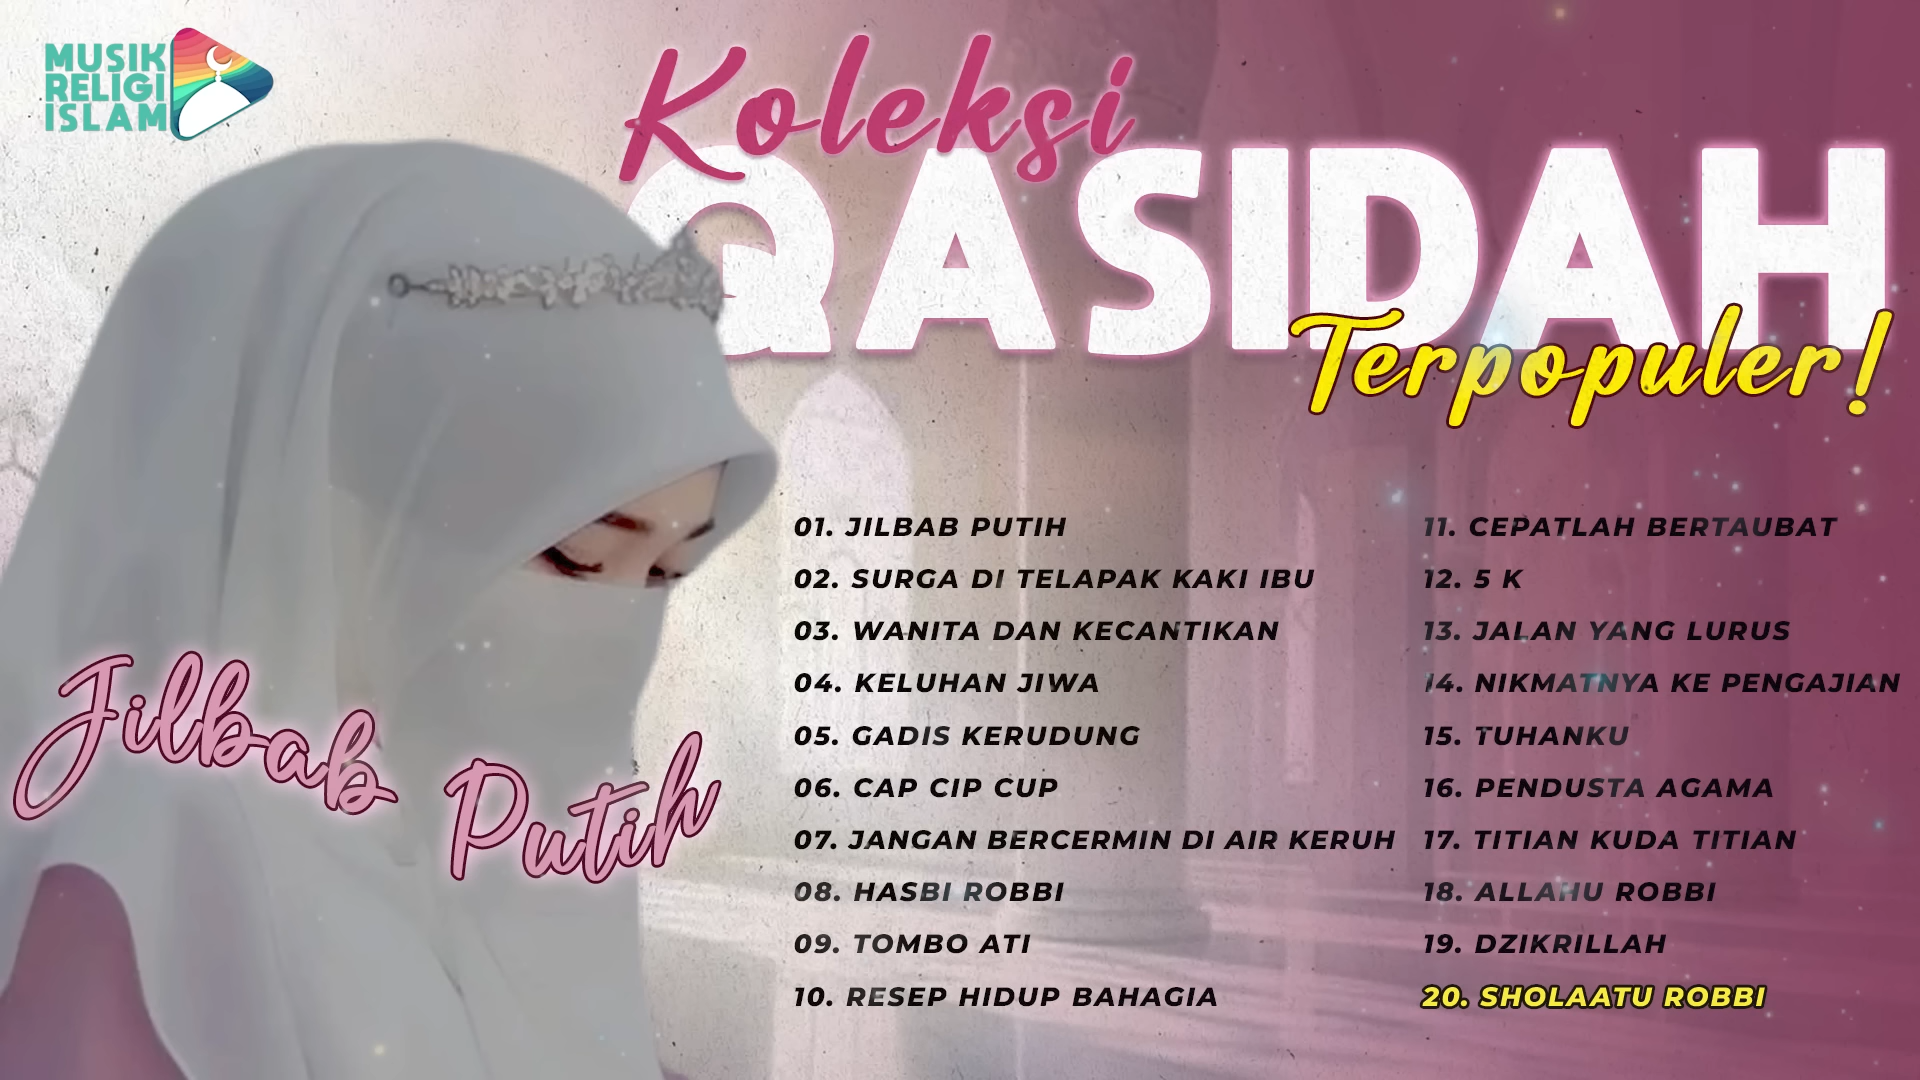 MUSIK
RELIGI
ISLAM
Koleksi
QASIDAH
Terpopuler!
Jilbab Putih
01. JILBAB PUTIH
02. SURGA DI TELAPAK KAKI IBU
03. WANITA DAN KECANTIKAN
04. KELUHAN JIWA
05. GADIS KERUDUNG
06. CAP CIP CUP
07. JANGAN BERCERMIN DI AIR KERUH
08. HASBI ROBBI
09. TOMBO ATI
10. RESEP HIDUP BAHAGIA
11. CEPATLAH BERTAUBAT
12. 5 K
13. JALAN YANG LURUS
14. NIKMATNYA KE PENGAJIAN
15. TUHANKU
16. PENDUSTA AGAMA
17. TITIAN KUDA TITIAN
18. ALLAHU ROBBI
19. DZIKRILLAH
20. SHOLAATU ROBBI